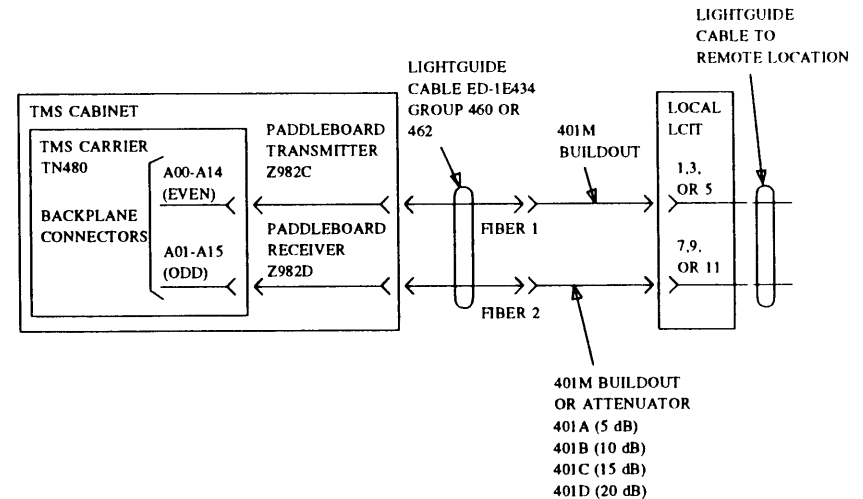 LIGHTGUIDE
CABLE TO
REMOTE LOCATION
LIGHTGUIDE
CABLE ED-1E434
GROUP 460 OR
462
TMS CABINET
TMS CARRIER
TN480
BACKPLANE
CONNECTORS
A00-A14
(EVEN)
A01-A15
(ODD)
PADDLEBOARD
TRANSMITTER
Z982C
PADDLEBOARD
RECEIVER
Z982D
401M
BUILDOUT
FIBER 1
FIBER 2
LOCAL
LCIT
1,3,
OR 5
7,9,
OR 11
401M BUILDOUT
OR ATTENUATOR
401A (5 dB)
401B (10 dB)
401C (15 dB)
401D (20 dB)